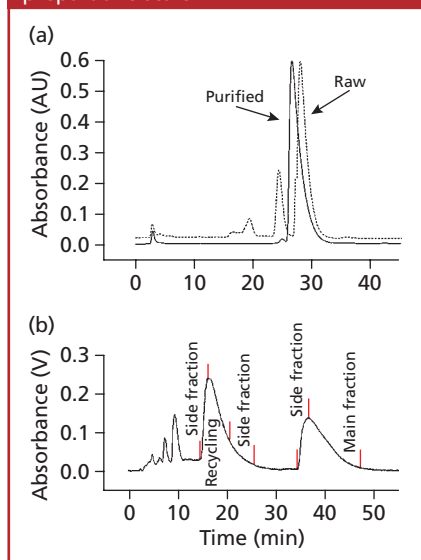 (a)
Absorbance (AU)
0.6
0.5
0.4
0.3
0.2
0.1
0.0
Purified
Raw
0 10 20 30 40
(b)
Absorbance (V)
0.3
0.2
0.1
0.0
Side fraction
Recycling
Side fraction
Side fraction
Main fraction
0 10 20 30 40 50
Time (min)